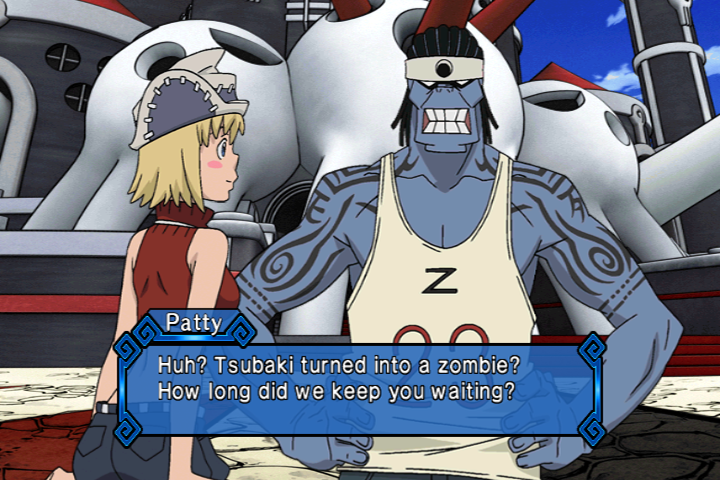 Z
Patty
Huh? Tsubaki turned into a zombie?
How long did we keep you waiting?